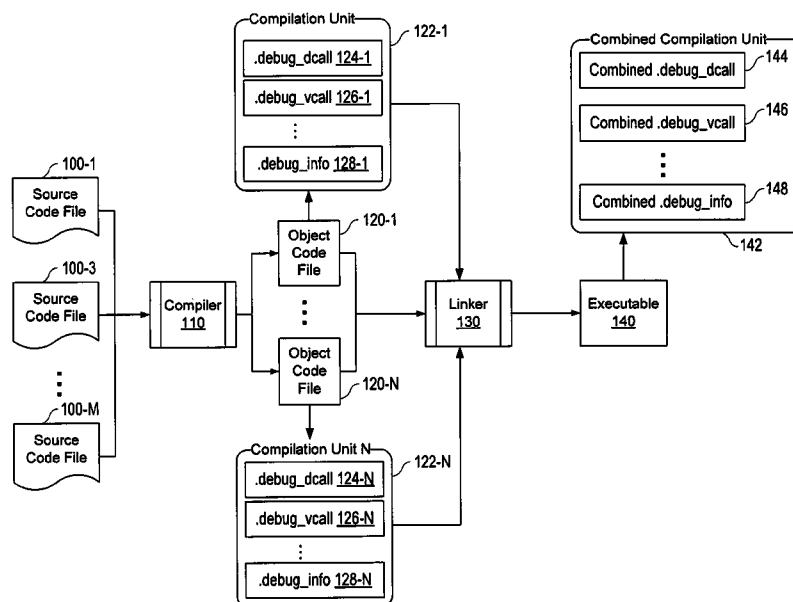 Compilation Unit
122-1
.debug_dcall 124-1
.debug_vcall 126-1
.debug_info 128-1
Combined Compilation Unit
144
Combined .debug_dcall
146
Combined .debug_vcall
148
Combined .debug_info
142
100-1
Source
Code File
100-3
Source
Code File
100-M
Source
Code File
Compiler
110
120-1
Object
Code
File
Object
Code
File
120-N
Linker
130
Executable
140
Compilation Unit N
122-N
.debug_dcall 124-N
.debug_vcall 126-N
.debug_info 128-N